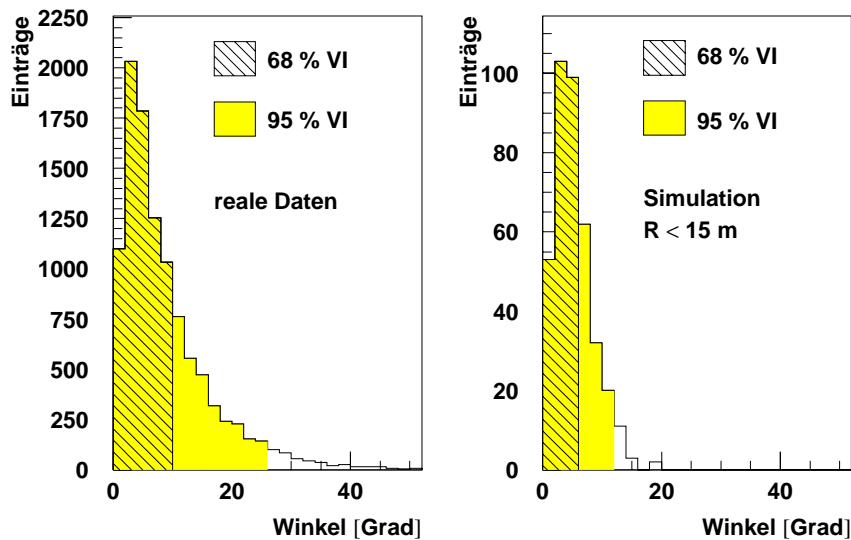 Einträge
2250
2000
1750
1500
1250
1000
750
500
250
0
68 % VI
95 % VI
reale Daten
0 20 40
Winkel [Grad]
Einträge
100
80
60
40
20
0
68 % VI
95 % VI
Simulation
R < 15 m
0 20 40
Winkel [Grad]